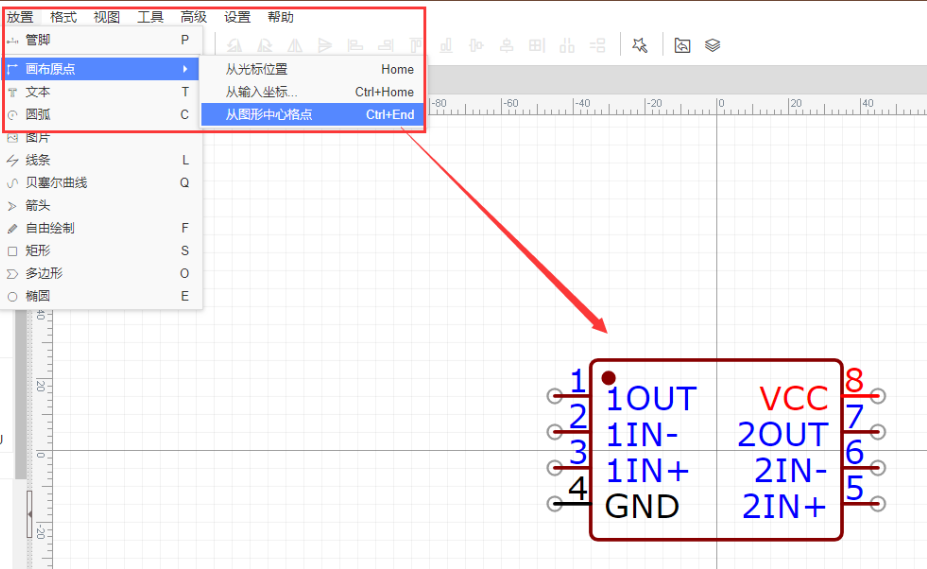 放置 格式 视图 工具 高级 设置 帮助
管脚 P
画布原点
从光标位置 Home
文本 T
从输入坐标... Ctrl+Home
圆弧 C
从图形中心格点 Ctrl+End
-80 -60 -40 -20 0 20 40
图片
线条 L
贝塞尔曲线 Q
箭头
自由绘制 F
矩形 S
多边形 O
椭圆 E
40
20
0
-20
1 1OUT VCC 8
2 1IN- 2OUT 7
3 1IN+ 2IN- 6
4 GND 2IN+ 5